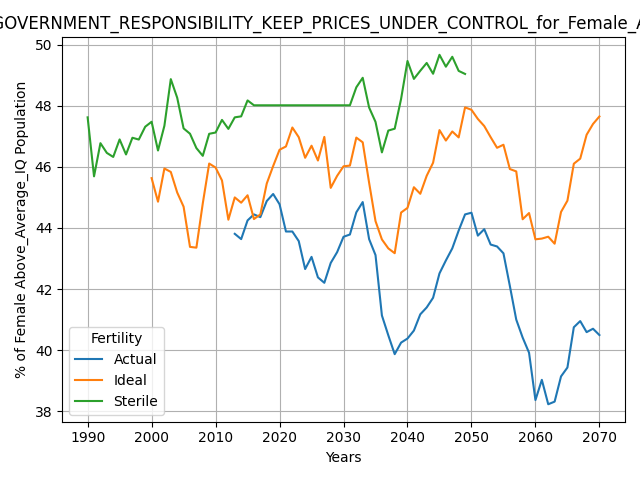 GOVERNMENT_RESPONSIBILITY_KEEP_PRICES_UNDER_CONTROL_for_Female_A
% of Female Above_Average_IQ Population
50
48
46
44
42
40
38
Fertility
Actual
Ideal
Sterile
1990 2000 2010 2020 2030 2040 2050 2060 2070
Years